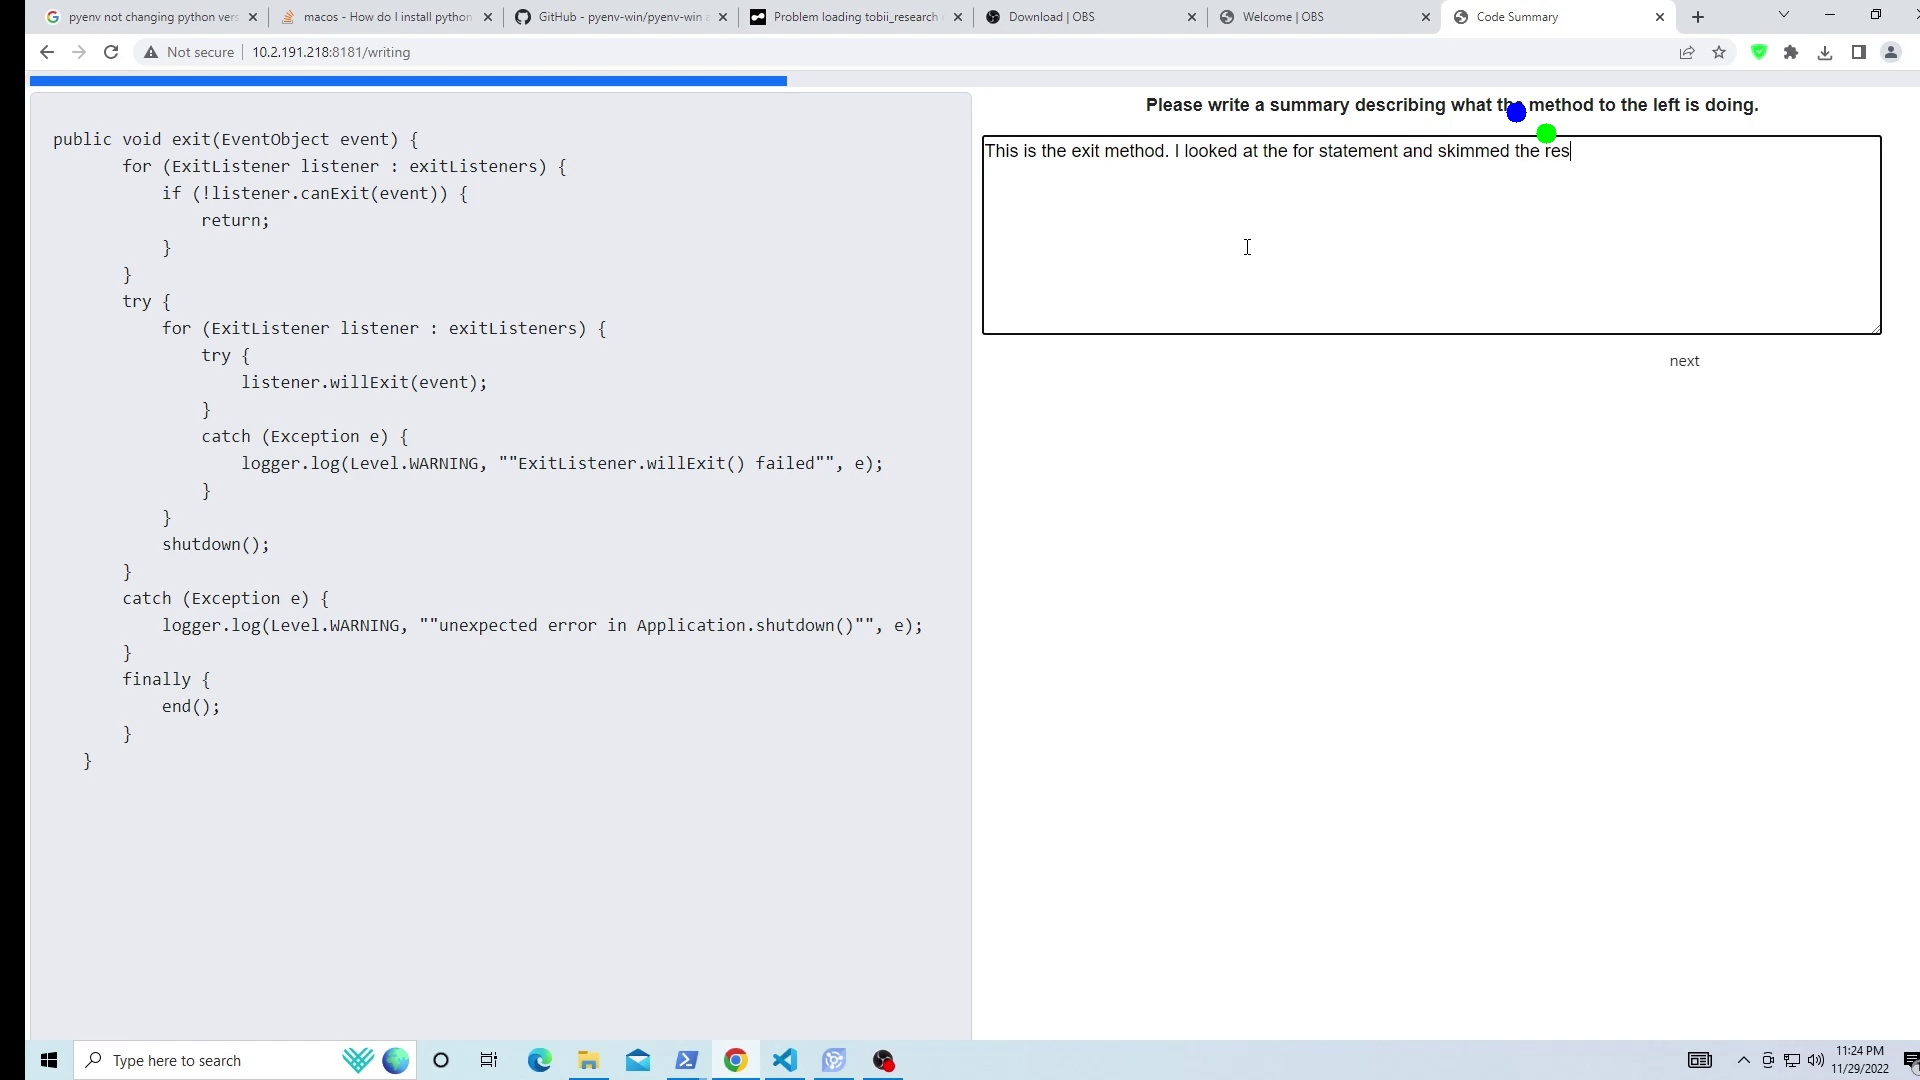 pyenv not changing python vers
macos - How do I install python
GitHub - pyenv-win/pyenv-win
Problem loading tobii_research
Download | OBS
Welcome | OBS
Code Summary
Not secure
10.2.191.218:8181/writing
public void exit(EventObject event) {
for (ExitListener listener : exitListeners) {
if (!listener.canExit(event)) {
return;
}
}
try {
for (ExitListener listener : exitListeners) {
try {
listener.willExit(event);
}
catch (Exception e) {
logger.log(Level.WARNING, ""ExitListener.willExit() failed"", e);
}
}
shutdown();
}
catch (Exception e) {
logger.log(Level.WARNING, ""unexpected error in Application.shutdown()"", e);
}
finally {
end();
}
}
Please write a summary describing what the method to the left is doing.
This is the exit method. I looked at the for statement and skimmed the res
next
Type here to search
11:24 PM
11/29/2022